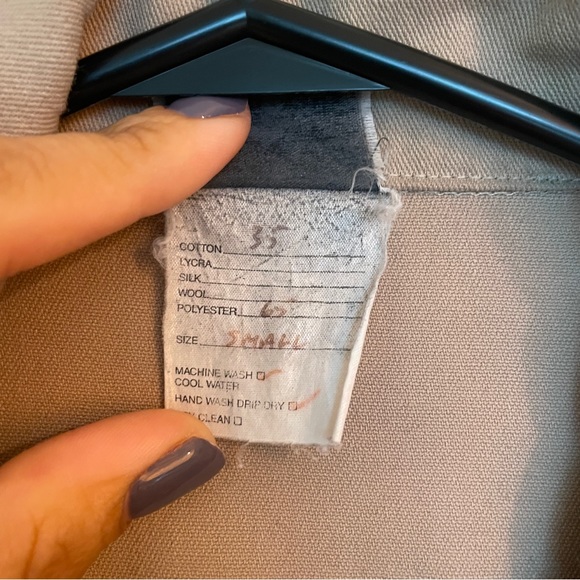 COTTON 35
LYCRA
SILK
WOOL
POLYESTER 65
SIZE SMALL
MACHINE WASH
COOL WATER
HAND WASH DRIP DRY
CLEAN